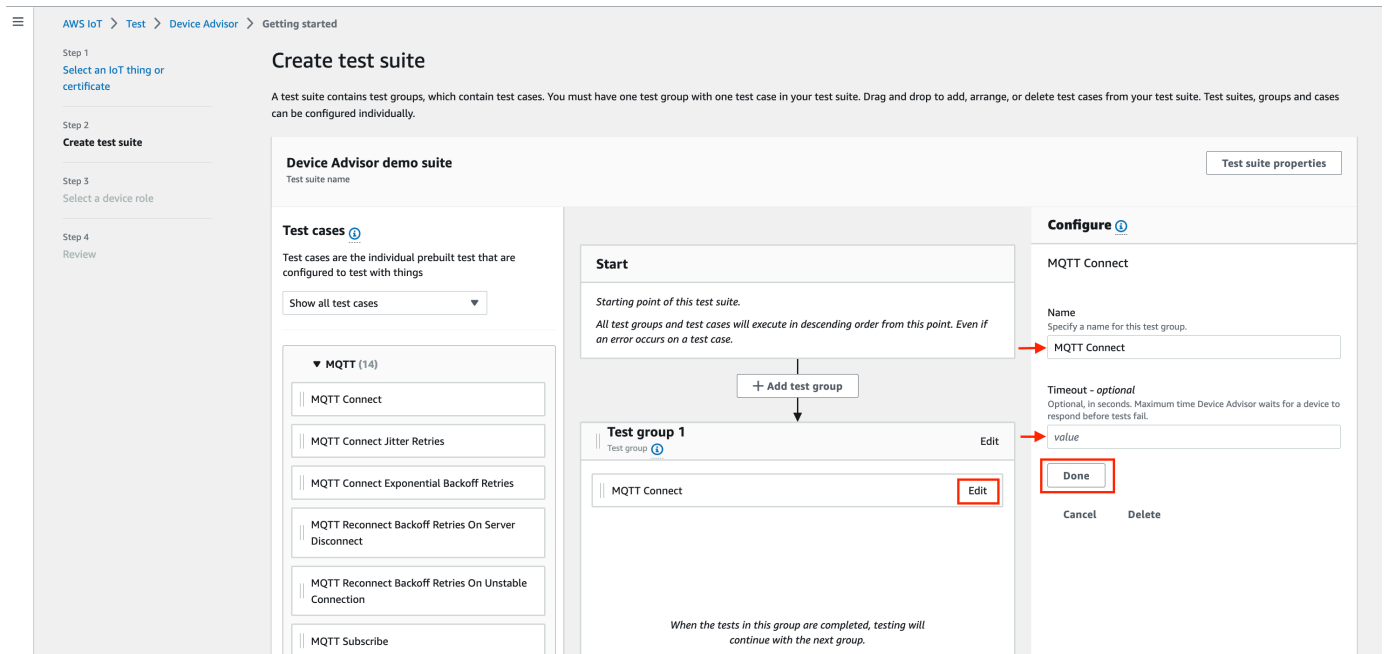 AWS IoT > Test > Device Advisor > Getting started
Step 1
Select an IoT thing or
certificate
Step 2
Create test suite
Step 3
Select a device role
Step 4
Review
Create test suite
A test suite contains test groups, which contain test cases. You must have one test group with one test case in your test suite. Drag and drop to add, arrange, or delete test cases from your test suite. Test suites, groups and cases
can be configured individually.
Device Advisor demo suite
Test suite name
Test suite properties
Test cases
Test cases are the individual prebuilt test that are
configured to test with things
Show all test cases
MQTT (14)
MQTT Connect
MQTT Connect Jitter Retries
MQTT Connect Exponential Backoff Retries
MQTT Reconnect Backoff Retries On Server
Disconnect
MQTT Reconnect Backoff Retries On Unstable
Connection
MQTT Subscribe
Start
Starting point of this test suite.
All test groups and test cases will execute in descending order from this point. Even if
an error occurs on a test case.
+ Add test group
Test group 1
Test group
Edit
MQTT Connect
Edit
When the tests in this group are completed, testing will
continue with the next group.
Configure
MQTT Connect
Name
Specify a name for this test group.
MQTT Connect
Timeout - optional
Optional, in seconds. Maximum time Device Advisor waits for a device to
respond before tests fail.
value
Done
Cancel
Delete